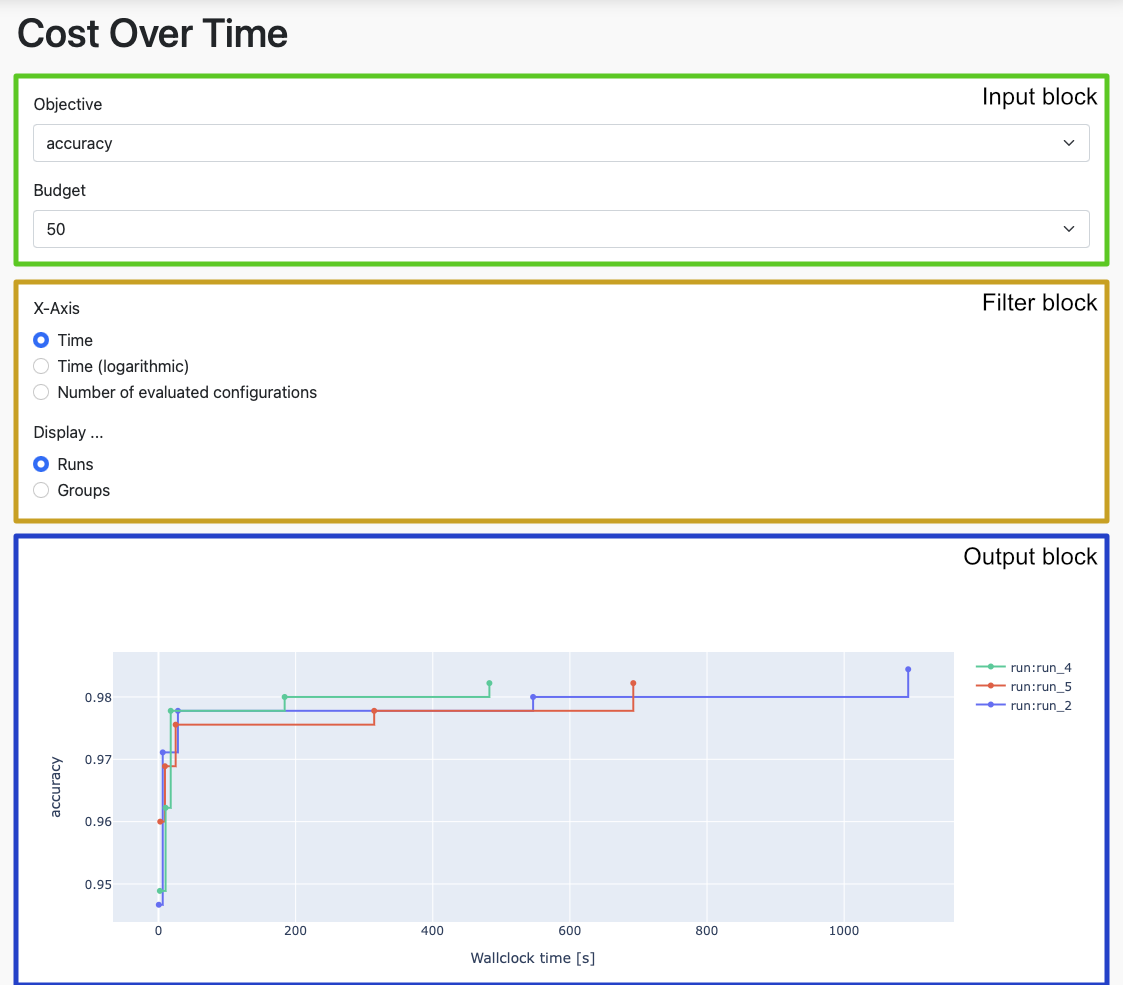 Cost Over Time
Input block
Objective
accuracy
Budget
50
Filter block
X-Axis
Time
Time (logarithmic)
Number of evaluated configurations
Display ...
Runs
Groups
Output block
run:run_4
run:run_5
run:run_2
0.98
0.97
0.96
0.95
accuracy
0 200 400 600 800 1000
Wallclock time [s]